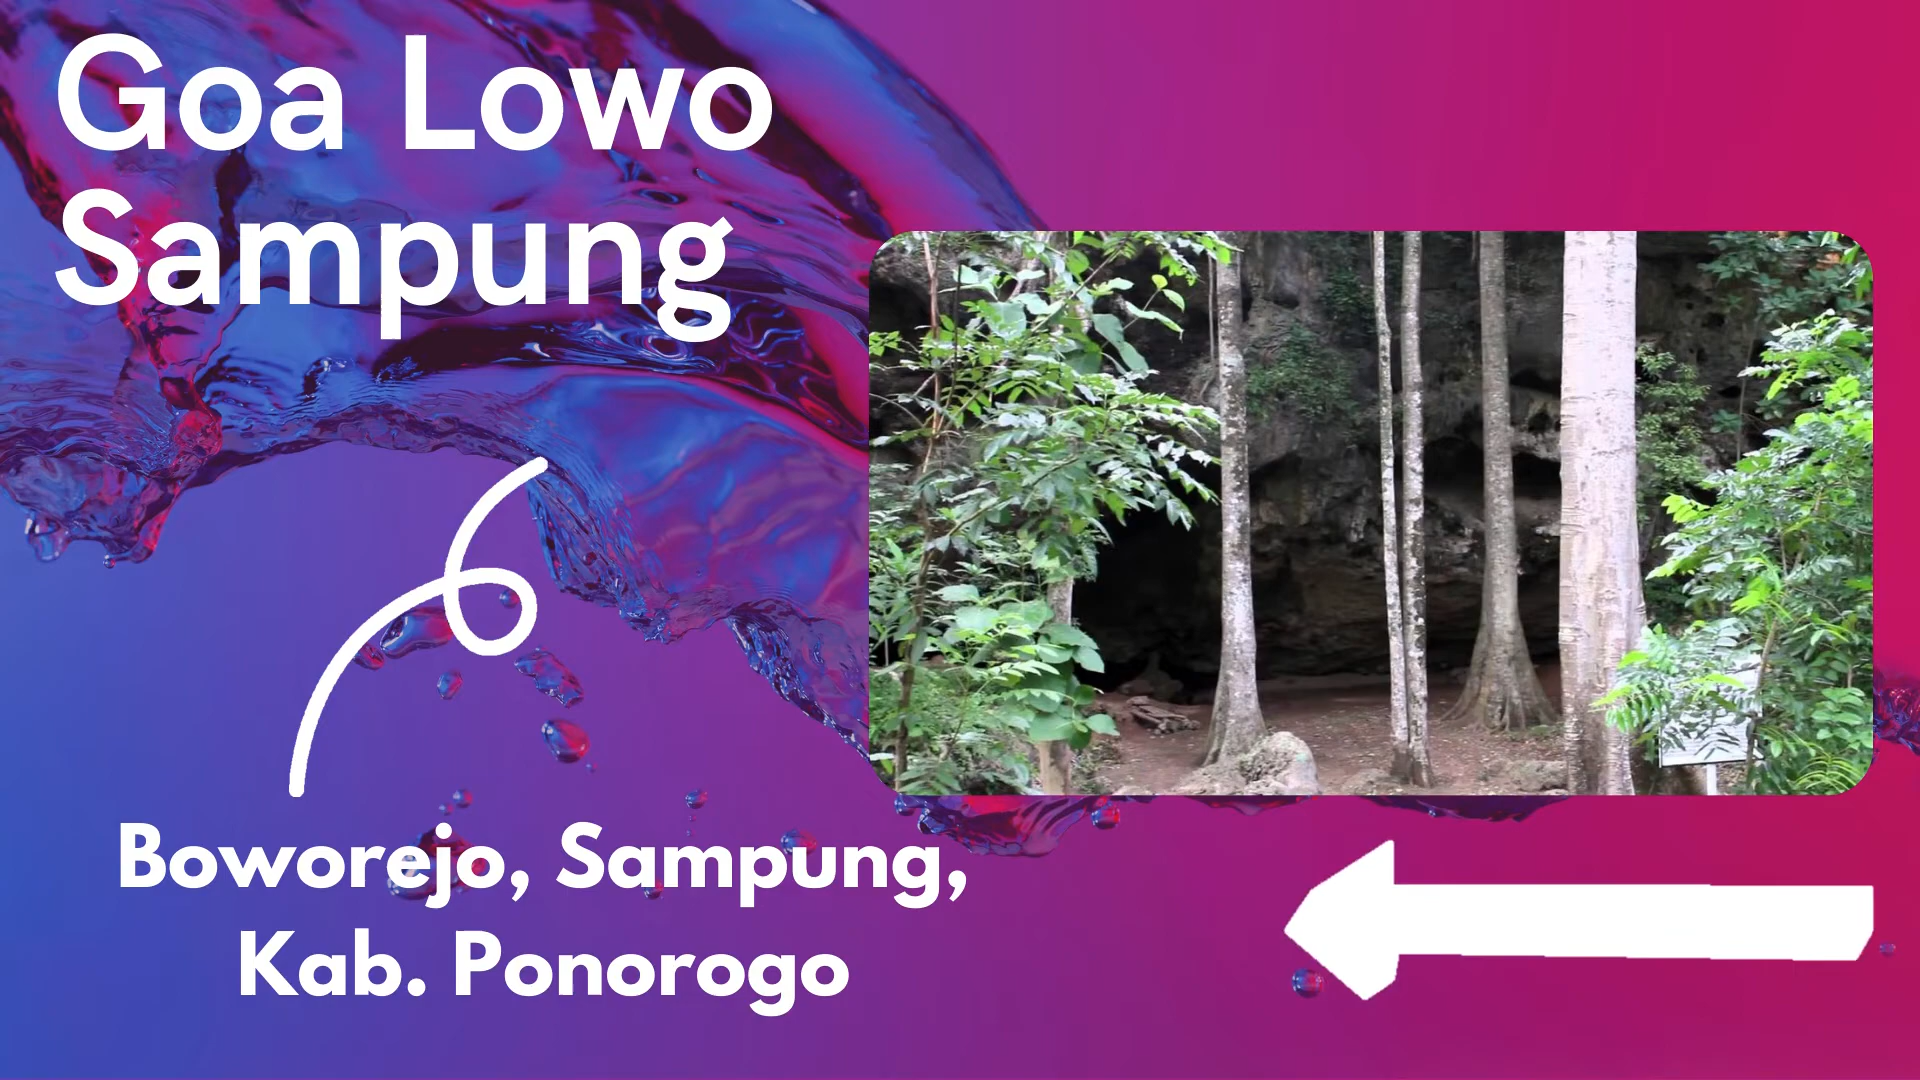 Goa Lowo
Sampung
Boworejo, Sampung,
Kab. Ponorogo